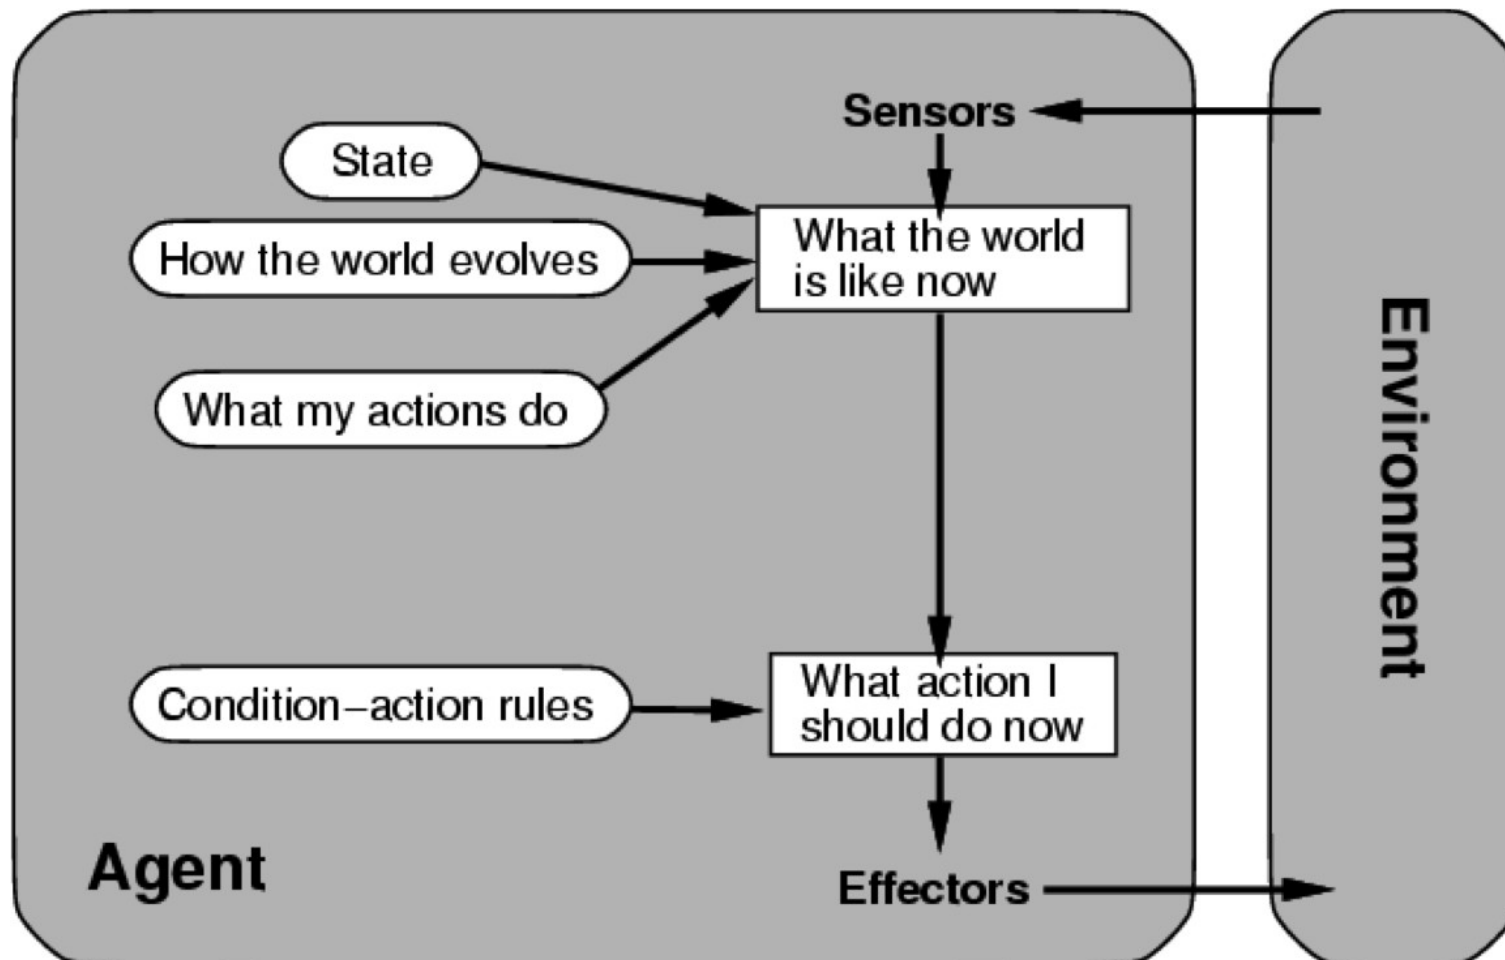 Sensors
State
What the world
is like now
How the world evolves
What my actions do
Environment
Condition–action rules
What action I
should do now
Agent
Effectors